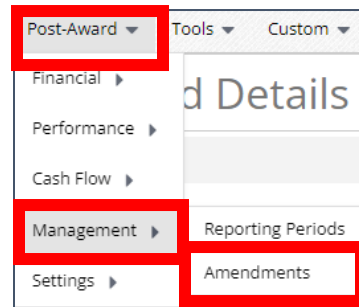 Post-Award Tools Custom
Financial
d Details
Performance
Cash Flow
Management Reporting Periods
Settings Amendments